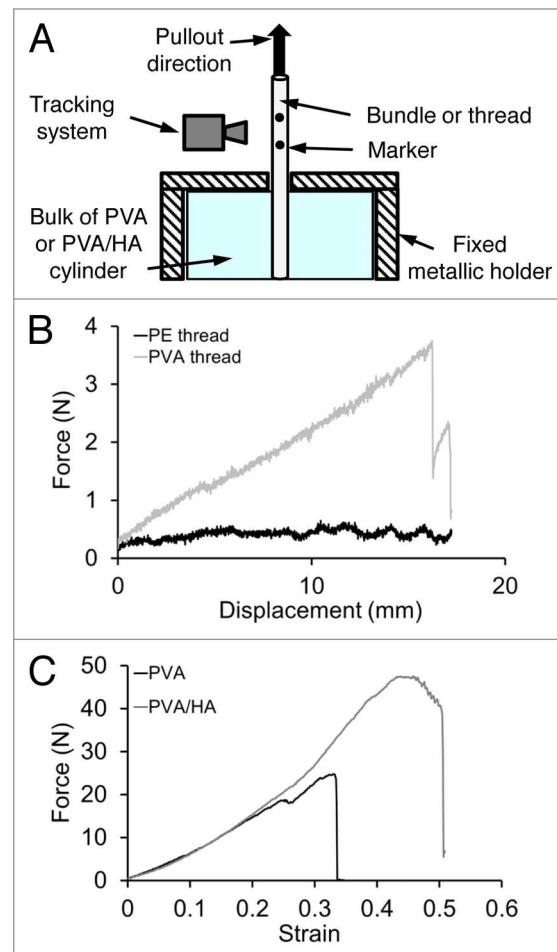 A
Pullout
direction
Tracking
system
Bundle or thread
Marker
Bulk of PVA
or PVA/HA
cylinder
Fixed
metallic holder
B
4
3
2
1
0
Force (N)
PE thread
PVA thread
0
10
20
Displacement (mm)
C
50
40
30
20
10
0
Force (N)
PVA
PVA/HA
0
0.1
0.2
0.3
0.4
0.5
0.6
Strain